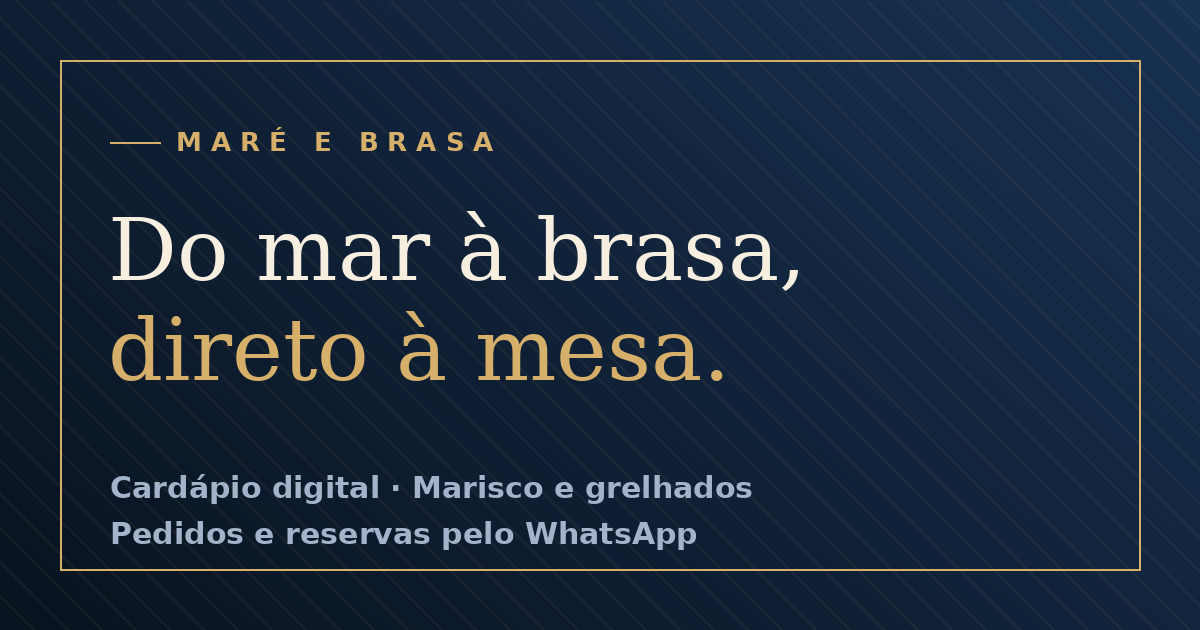 MARÉ E BRASA
Do mar à brasa,
direto à mesa.
Cardápio digital · Marisco e grelhados
Pedidos e reservas pelo WhatsApp